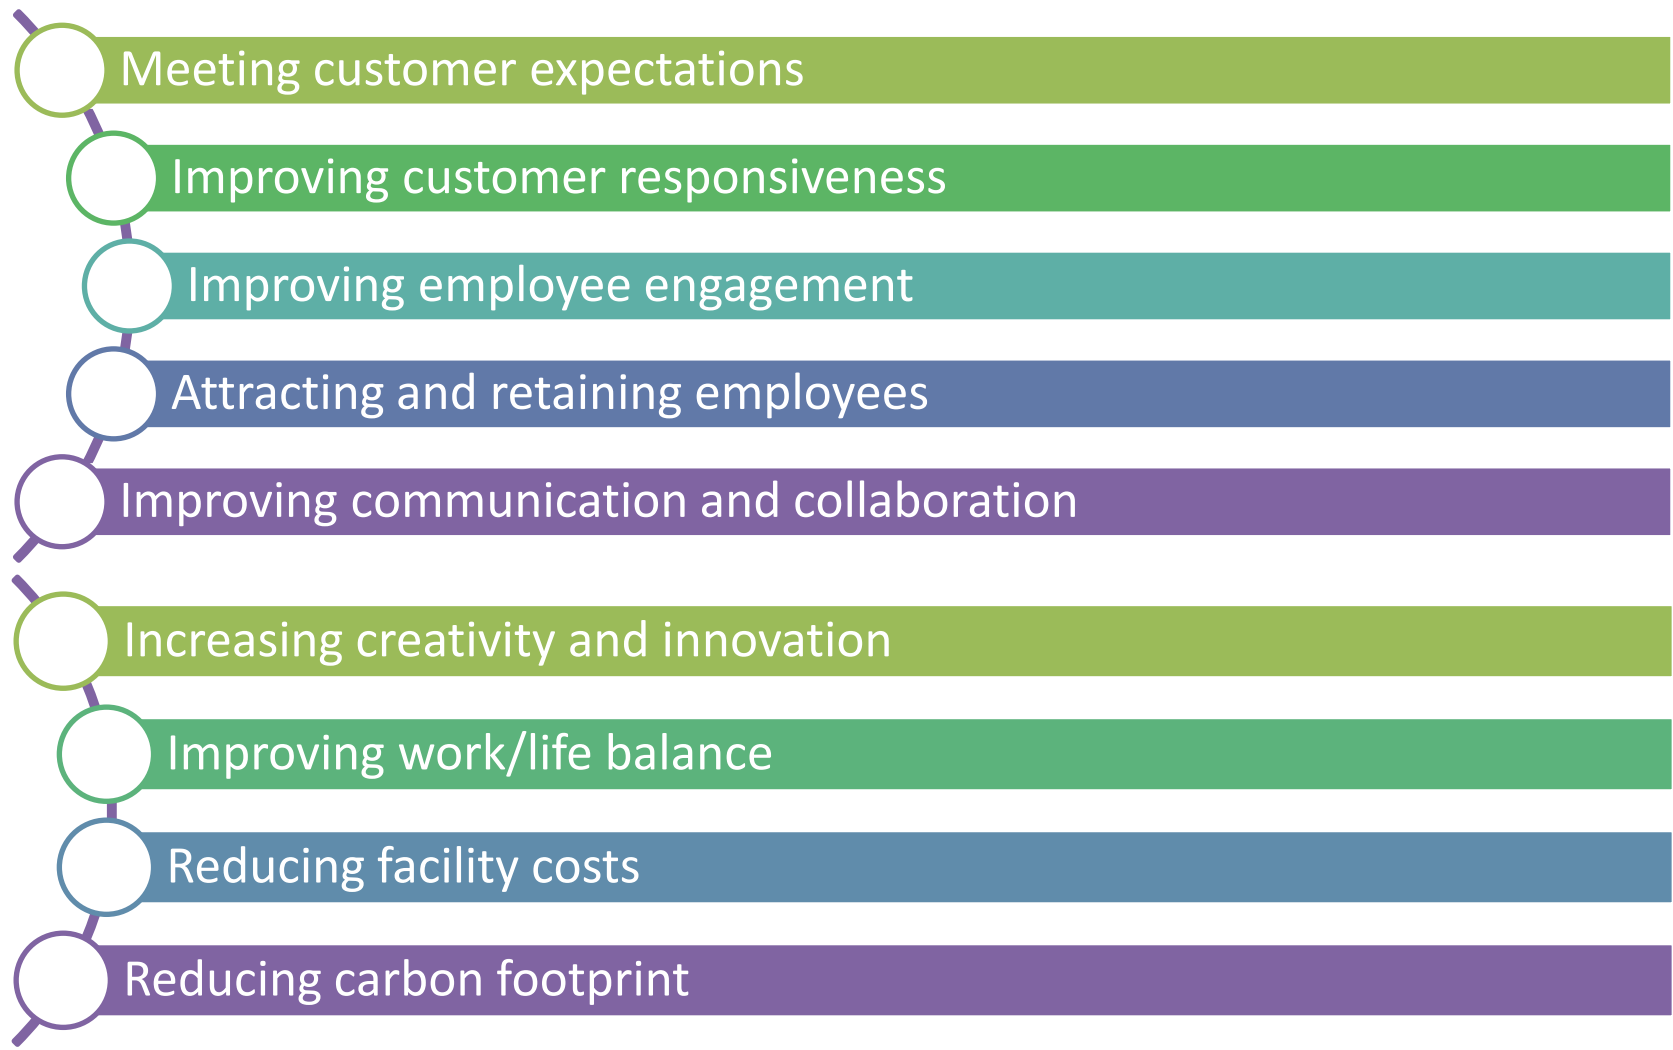 Meeting customer expectations
Improving customer responsiveness
Improving employee engagement
Attracting and retaining employees
Improving communication and collaboration
Increasing creativity and innovation
Improving work/life balance
Reducing facility costs
Reducing carbon footprint